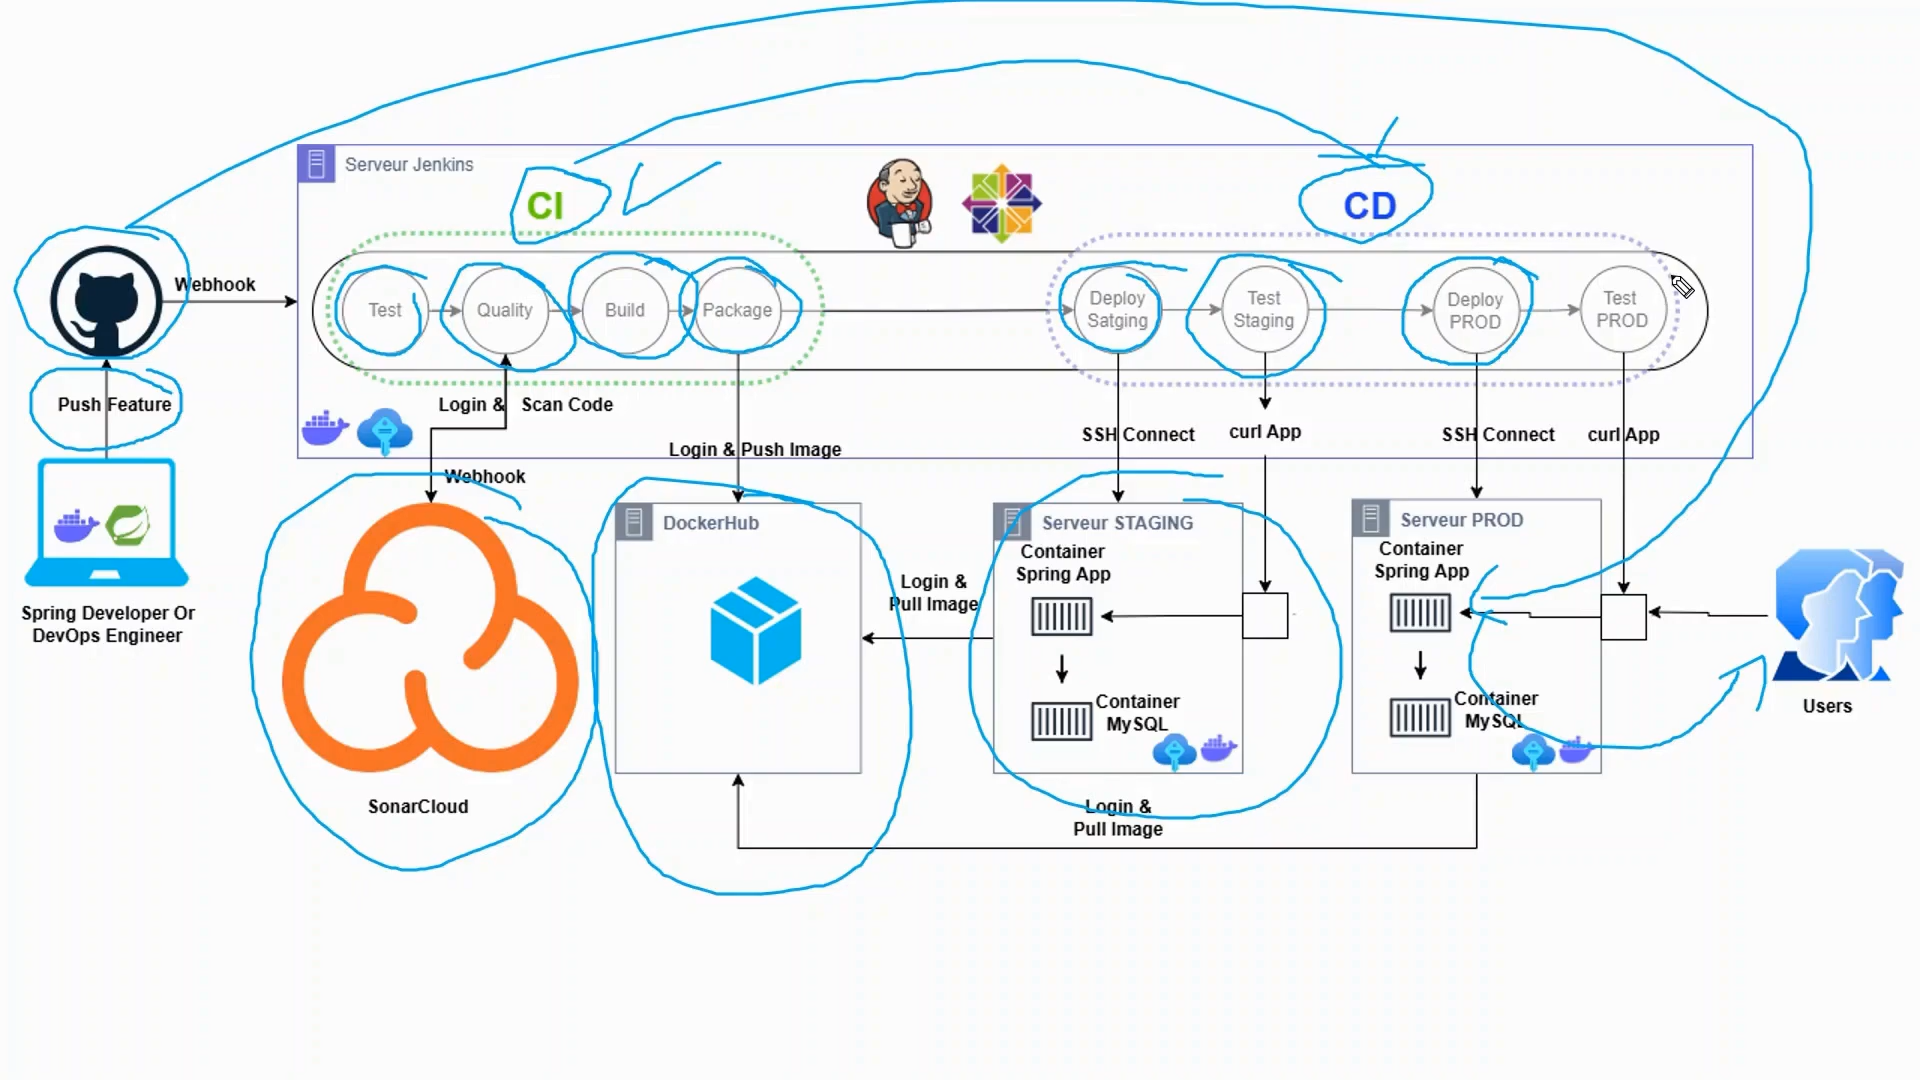 Serveur Jenkins
CI
CD
Webhook
Test
Quality
Build
Package
Deploy
Satging
Test
Staging
Deploy
PROD
Test
PROD
Push Feature
Login & Scan Code
Login & Push Image
SSH Connect
curl App
SSH Connect
curl App
Webhook
DockerHub
Serveur STAGING
Serveur PROD
Container
Spring App
Container
Spring App
Login &
Pull Image
Spring Developer Or
DevOps Engineer
Container
MySQL
Container
MySQL
Users
SonarCloud
Login &
Pull Image